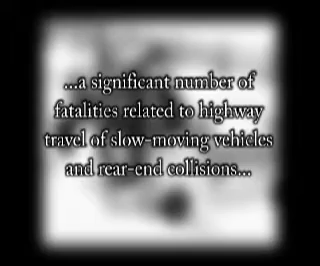 ...a significant number of
fatalities related to highway
travel of slow-moving vehicles
and rear-end collisions...